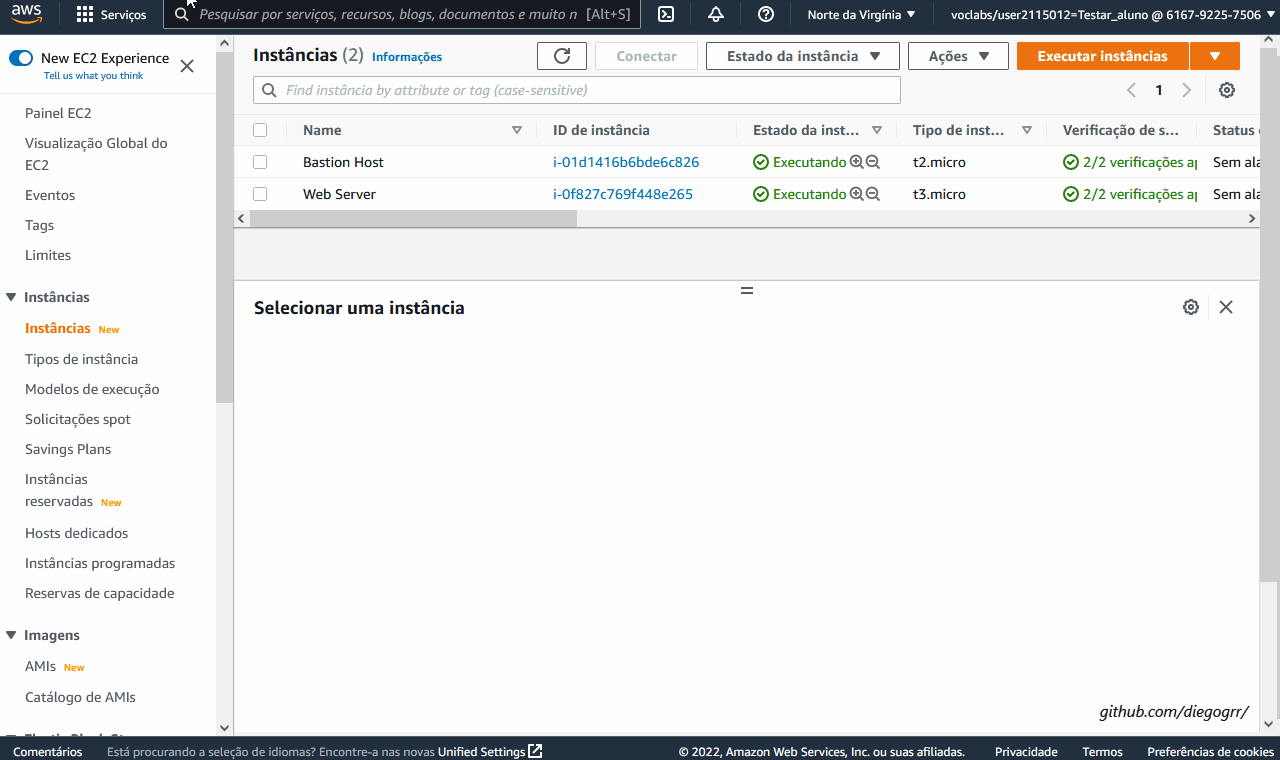 aws Serviços Pesquisar por serviços, recursos, blogs, documentos e muito n [Alt+S] Norte da Virgínia voclabs/user2115012=Testar_aluno @ 6167-9225-7506
New EC2 Experience
Tell us what you think
Painel EC2
Visualização Global do
EC2
Eventos
Tags
Limites
Instâncias
Instâncias New
Tipos de instância
Modelos de execução
Solicitações spot
Savings Plans
Instâncias
reservadas New
Hosts dedicados
Instâncias programadas
Reservas de capacidade
Imagens
AMIs New
Catálogo de AMIs
Instâncias (2) Informações Conectar Estado da instância Ações Executar instâncias
Find instância by attribute or tag (case-sensitive) 1
Name ID de instância Estado da inst... Tipo de inst... Verificação de s... Status
Bastion Host i-01d1416b6bde6c826 Executando t2.micro 2/2 verificações Sem
Web Server i-0f827c769f448e265 Executando t3.micro 2/2 verificações Sem
Selecionar uma instância
github.com/diegogrr/
Comentários Está procurando a seleção de idiomas? Encontre-a nas novas Unified Settings © 2022, Amazon Web Services, Inc. ou suas afiliadas. Privacidade Termos Preferências de cookies